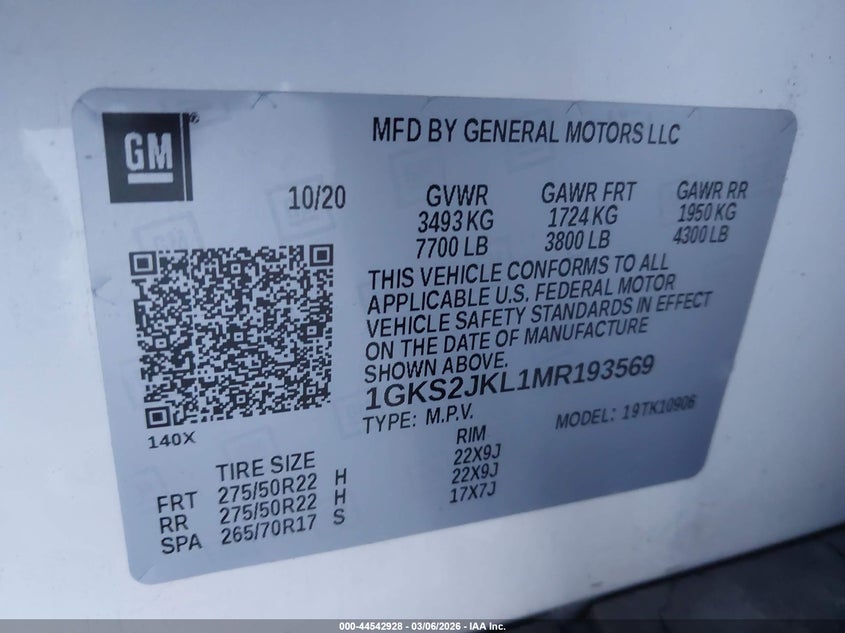 GM ®
MFD BY GENERAL MOTORS LLC
10/20 GVWR GAWR FRT GAWR RR
3493 KG 1724 KG 1950 KG
7700 LB 3800 LB 4300 LB
THIS VEHICLE CONFORMS TO ALL
APPLICABLE U.S. FEDERAL MOTOR
VEHICLE SAFETY STANDARDS IN EFFECT
ON THE DATE OF MANUFACTURE
SHOWN ABOVE.
1GKS2JKL1MR193569
TYPE: M.P.V. MODEL: 19TK10906
140X
TIRE SIZE RIM
FRT 275/50R22 H 22X9J
RR 275/50R22 H 22X9J
SPA 265/70R17 S 17X7J
000-44542928 - 03/06/2026 - IAA Inc.